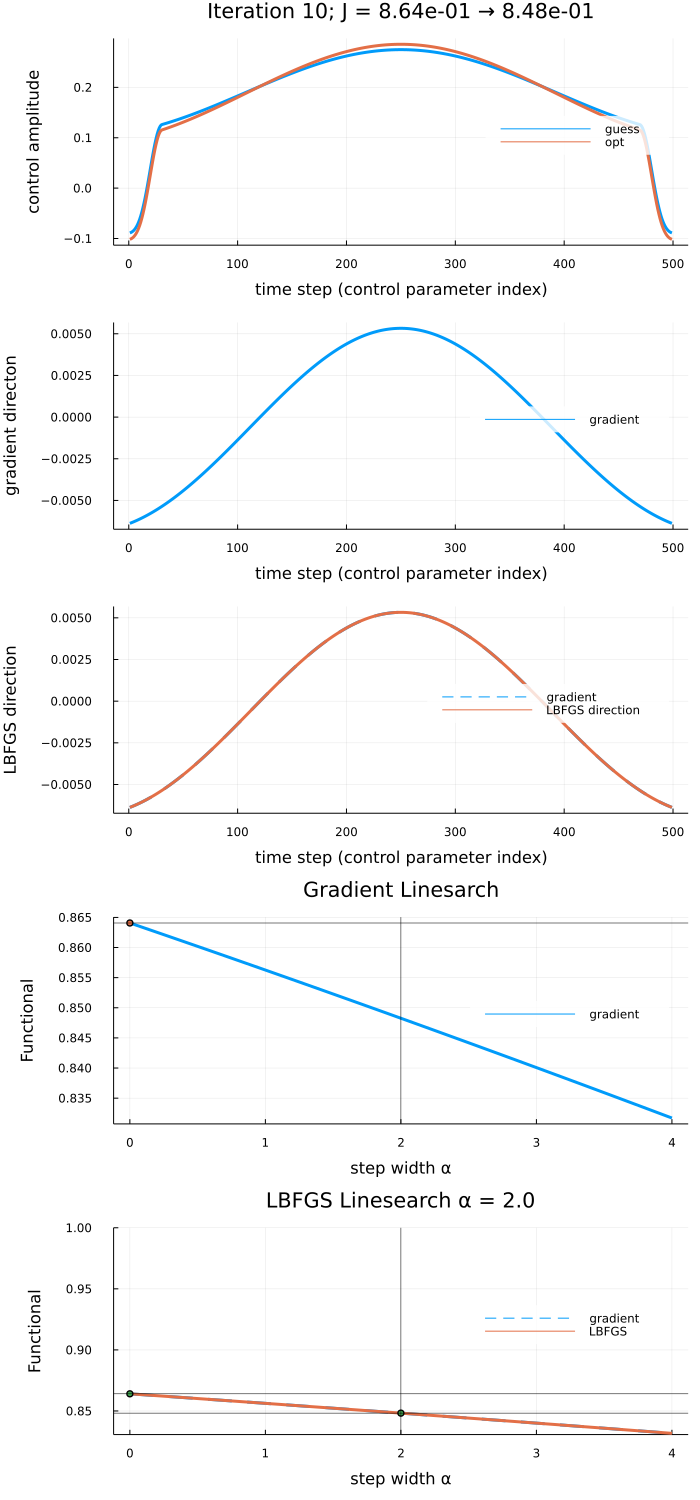 Iteration 10; J = 8.64e-01 → 8.48e-01
control amplitude
0.2
0.1
0.0
−0.1
guess
opt
0 100 200 300 400 500
time step (control parameter index)
gradient directon
0.0050
0.0025
0.0000
−0.0025
−0.0050
gradient
0 100 200 300 400 500
time step (control parameter index)
LBFGS direction
0.0050
0.0025
0.0000
−0.0025
−0.0050
gradient
LBFGS direction
0 100 200 300 400 500
time step (control parameter index)
Gradient Linesarch
Functional
0.865
0.860
0.855
0.850
0.845
0.840
0.835
gradient
0 1 2 3 4
step width α
LBFGS Linesearch α = 2.0
Functional
1.00
0.95
0.90
0.85
gradient
LBFGS
0 1 2 3 4
step width α